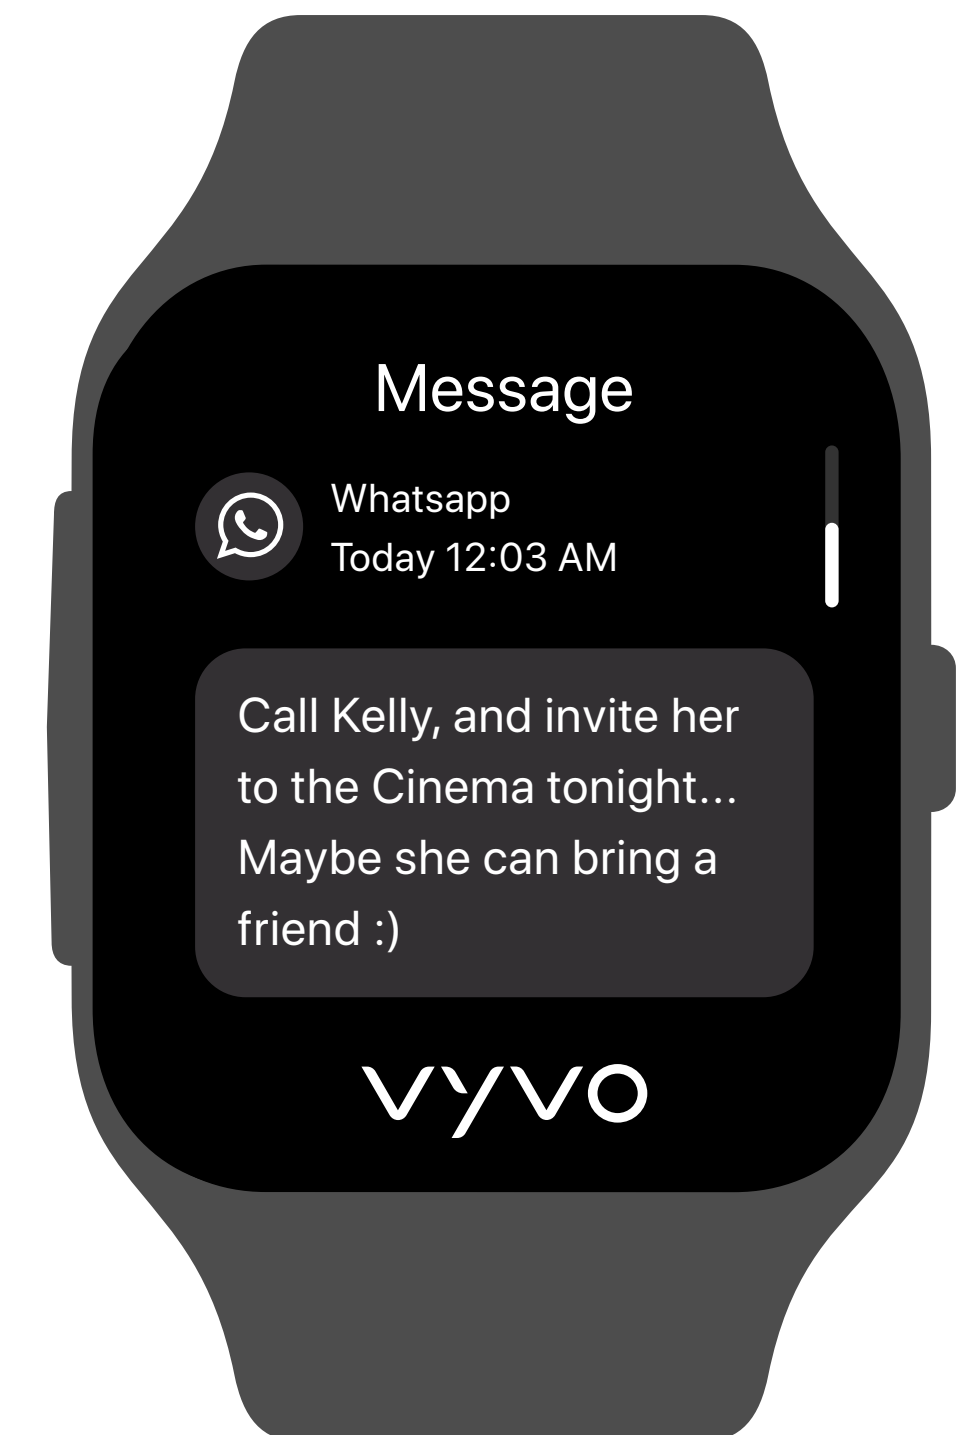 Message
Whatsapp
Today 12:03 AM
Call Kelly, and invite her
to the Cinema tonight...
Maybe she can bring a
friend :)
vyvo